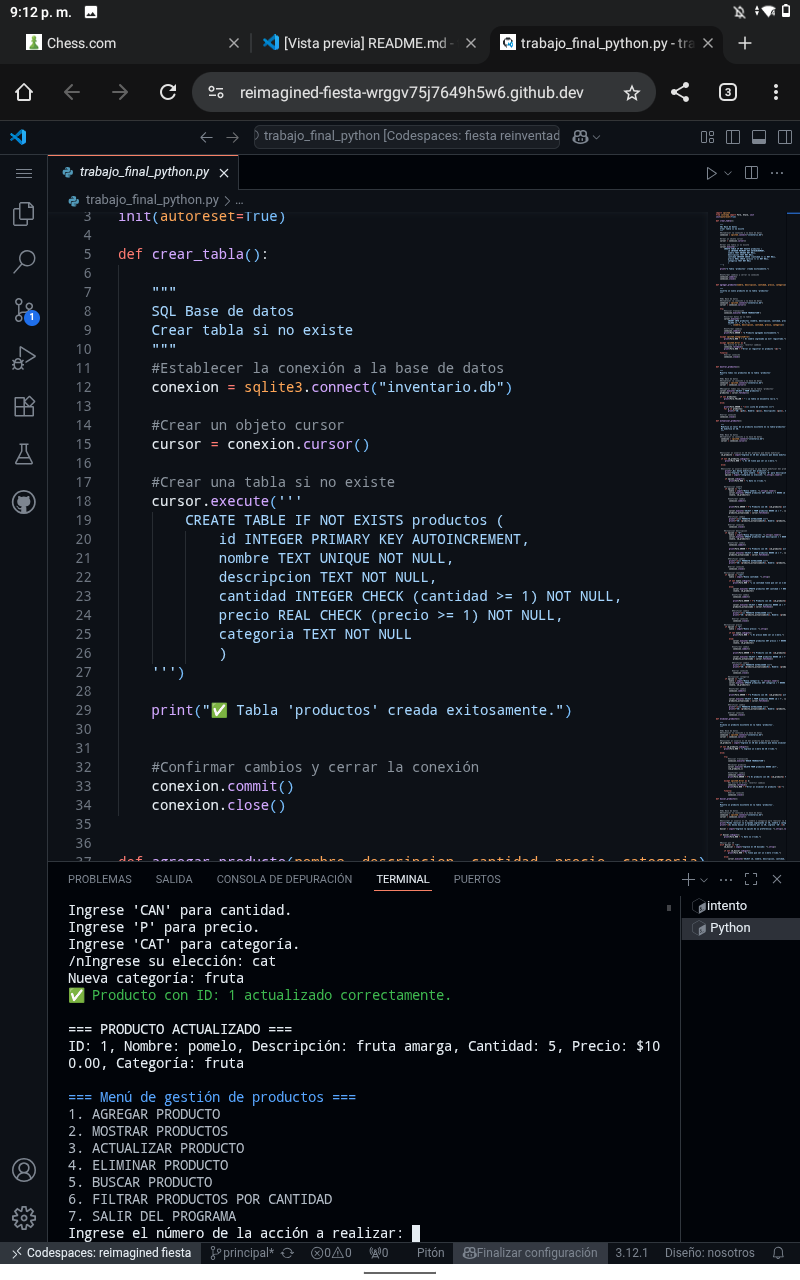 9:12 p. m.
Chess.com
[Vista previa] README.md -
trabajo_final_python.py - tra
reimagined-fiesta-wrggv75j7649h5w6.github.dev
3
trabajo_final_python [Codespaces: fiesta reinventad
trabajo_final_python.py
trabajo_final_python.py > ...
1
3 init(autoreset=True)
4
5 def crear_tabla():
6
7 """
8 SQL Base de datos
9 Crear tabla si no existe
10 """
11 #Establecer la conexión a la base de datos
12 conexion = sqlite3.connect("inventario.db")
13
14 #Crear un objeto cursor
15 cursor = conexion.cursor()
16
17 #Crear una tabla si no existe
18 cursor.execute('''
19 CREATE TABLE IF NOT EXISTS productos (
20 id INTEGER PRIMARY KEY AUTOINCREMENT,
21 nombre TEXT UNIQUE NOT NULL,
22 descripcion TEXT NOT NULL,
23 cantidad INTEGER CHECK (cantidad >= 1) NOT NULL,
24 precio REAL CHECK (precio >= 1) NOT NULL,
25 categoria TEXT NOT NULL
26 )
27 ''')
28
29 print("✅ Tabla 'productos' creada exitosamente.")
30
31
32 #Confirmar cambios y cerrar la conexión
33 conexion.commit()
34 conexion.close()
35
36
37 def agregar_producto(nombre, descripcion, cantidad, precio, categoria)
PROBLEMAS SALIDA CONSOLA DE DEPURACIÓN TERMINAL PUERTOS
intento
Python
Ingrese 'CAN' para cantidad.
Ingrese 'P' para precio.
Ingrese 'CAT' para categoría.
/nIngrese su elección: cat
Nueva categoría: fruta
✅ Producto con ID: 1 actualizado correctamente.
=== PRODUCTO ACTUALIZADO ===
ID: 1, Nombre: pomelo, Descripción: fruta amarga, Cantidad: 5, Precio: $10
0.00, Categoría: fruta
=== Menú de gestión de productos ===
1. AGREGAR PRODUCTO
2. MOSTRAR PRODUCTOS
3. ACTUALIZAR PRODUCTO
4. ELIMINAR PRODUCTO
5. BUSCAR PRODUCTO
6. FILTRAR PRODUCTOS POR CANTIDAD
7. SALIR DEL PROGRAMA
Ingrese el número de la acción a realizar:
Codespaces: reimagined fiesta principal* 0 0 0 Pitón Finalizar configuración 3.12.1 Diseño: nosotros